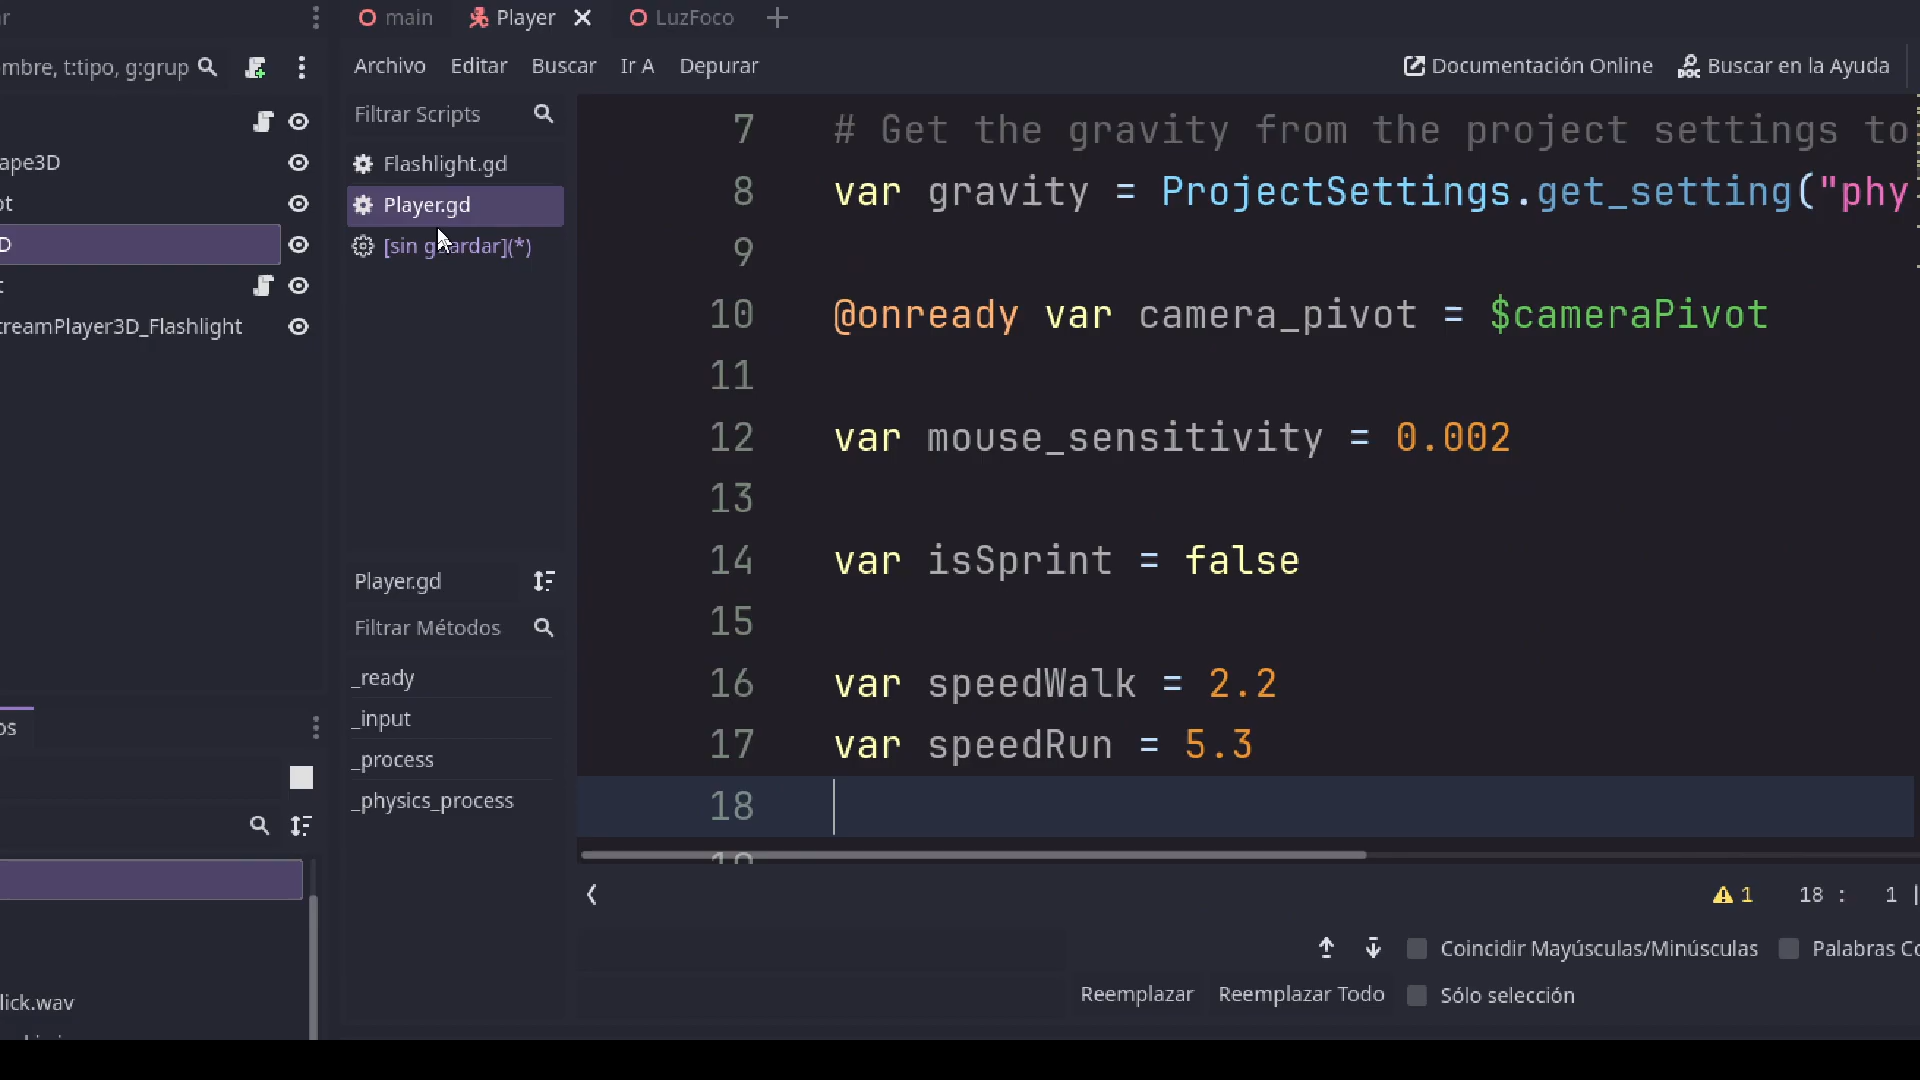 main
Player
LuzFoco
mbre, t:tipo, g:grup
Archivo Editar Buscar Ir A Depurar
Documentación Online
Buscar en la Ayuda
Filtrar Scripts
Flashlight.gd
Player.gd
[sin guardar](*)
ape3D
ot
D
t
treamPlayer3D_Flashlight
os
lick.wav
Player.gd
Filtrar Métodos
_ready
_input
_process
_physics_process
7 # Get the gravity from the project settings to
8 var gravity = ProjectSettings.get_setting("phy
9
10 @onready var camera_pivot = $cameraPivot
11
12 var mouse_sensitivity = 0.002
13
14 var isSprint = false
15
16 var speedWalk = 2.2
17 var speedRun = 5.3
18
1 18 : 1 |
Coincidir Mayúsculas/Minúsculas
Palabras Co
Reemplazar Reemplazar Todo
Sólo selección